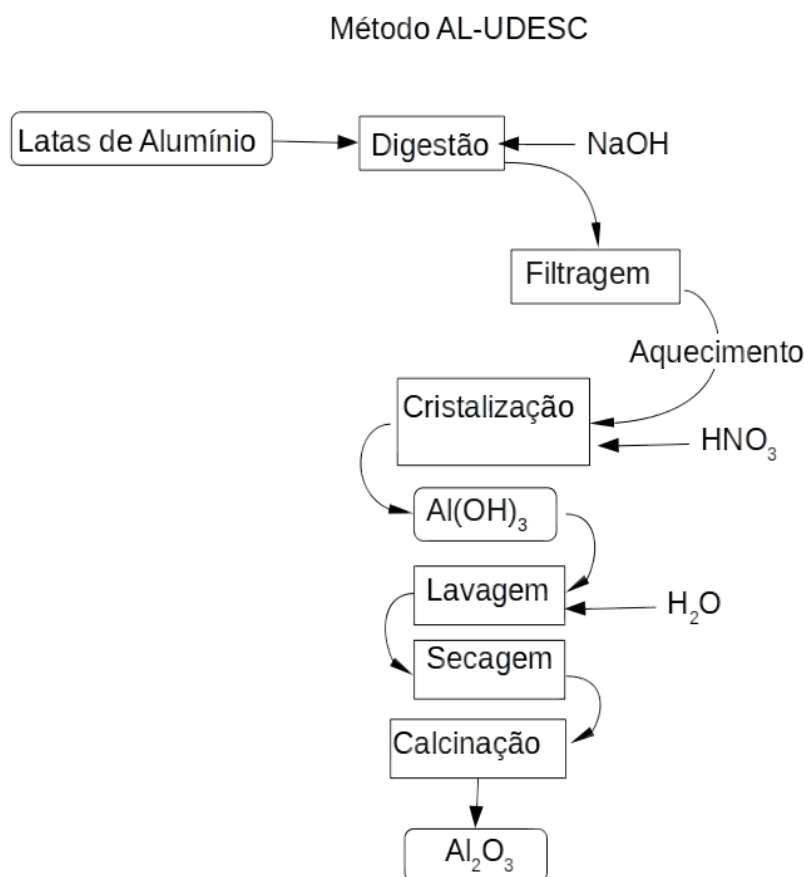 Método AL-UDESC
Latas de Alumínio
Digestão
NaOH
Filtragem
Aquecimento
Cristalização
HNO₃
Al(OH)₃
Lavagem
H₂O
Secagem
Calcinação
Al₂O₃